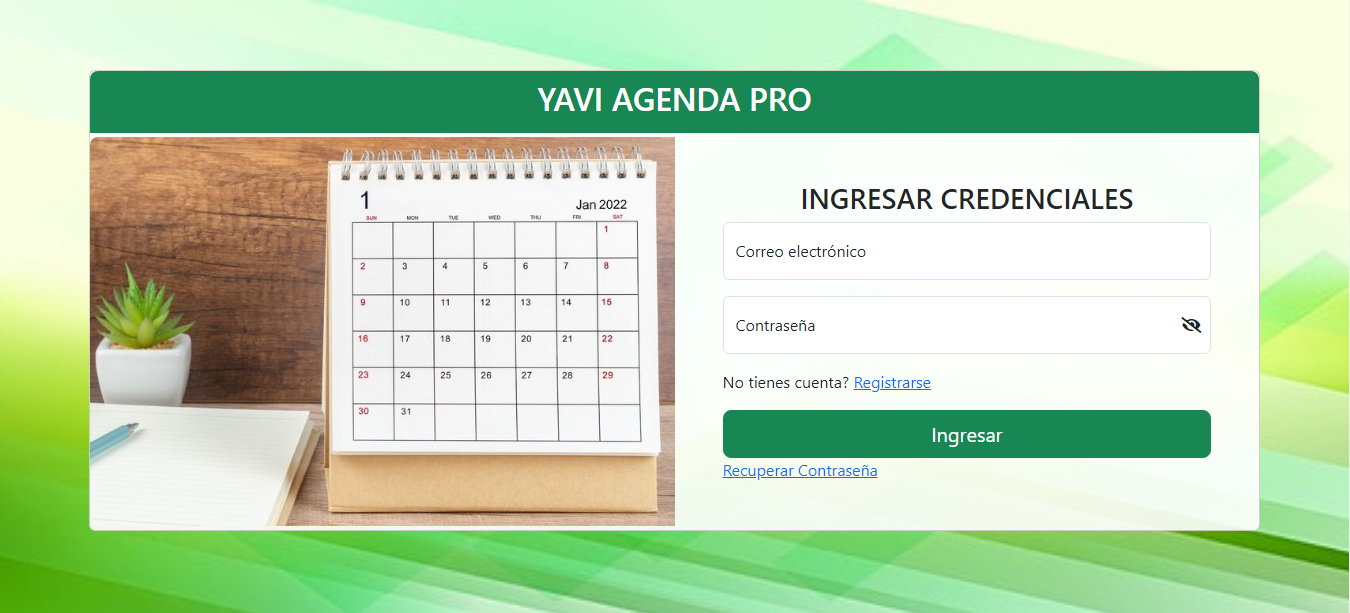 YAVI AGENDA PRO
1
Jan 2022
SUN MON TUE WED THU FRI SAT
1
2 3 4 5 6 7 8
9 10 11 12 13 14 15
16 17 18 19 20 21 22
23 24 25 26 27 28 29
30 31
INGRESAR CREDENCIALES
Correo electrónico
Contraseña
No tienes cuenta? Registrarse
Ingresar
Recuperar Contraseña